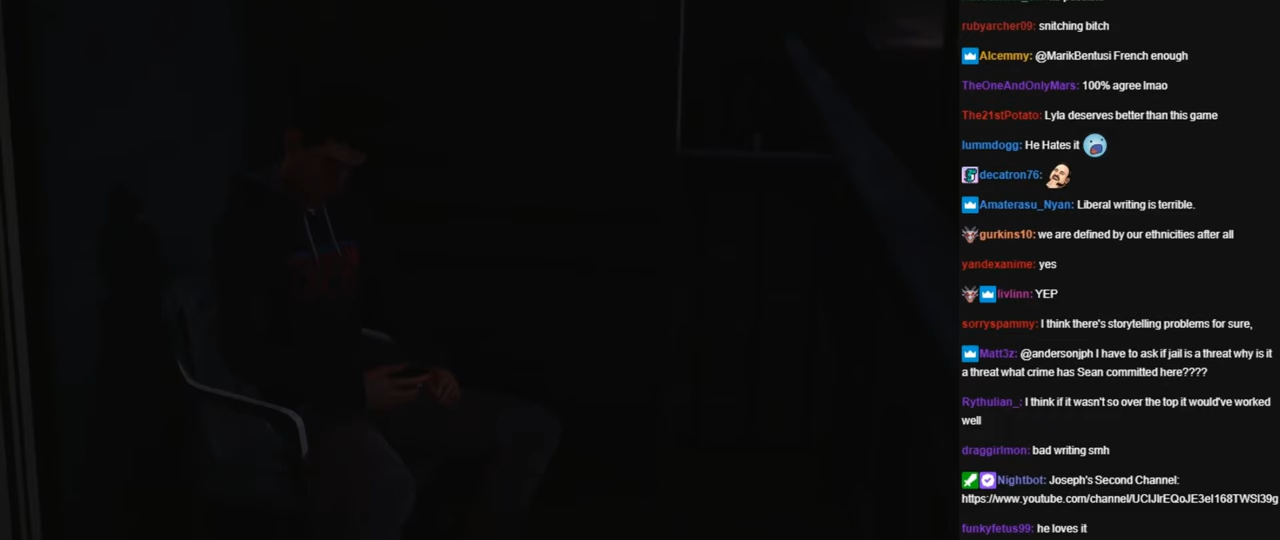 rubyarcher09: snitching bitch
Alcemmy: @MarikBentusi French enough
TheOneAndOnlyMars: 100% agree lmao
The21stPotato: Lyla deserves better than this game
lummdogg: He Hates it
decatron76:
Amaterasu_Nyan: Liberal writing is terrible.
gurkins10: we are defined by our ethnicities after all
yandexanime: yes
livlinn: YEP
sorryspammy: I think there's storytelling problems for sure,
Matt3z: @andersonjph I have to ask if jail is a threat why is it
a threat what crime has Sean committed here????
Rythulian_: I think if it wasn't so over the top it would've worked
well
draggirlmon: bad writing smh
Nightbot: Joseph's Second Channel:
https://www.youtube.com/channel/UCIJIrEQoJE3eI168TWSI39g
funkyfetus99: he loves it